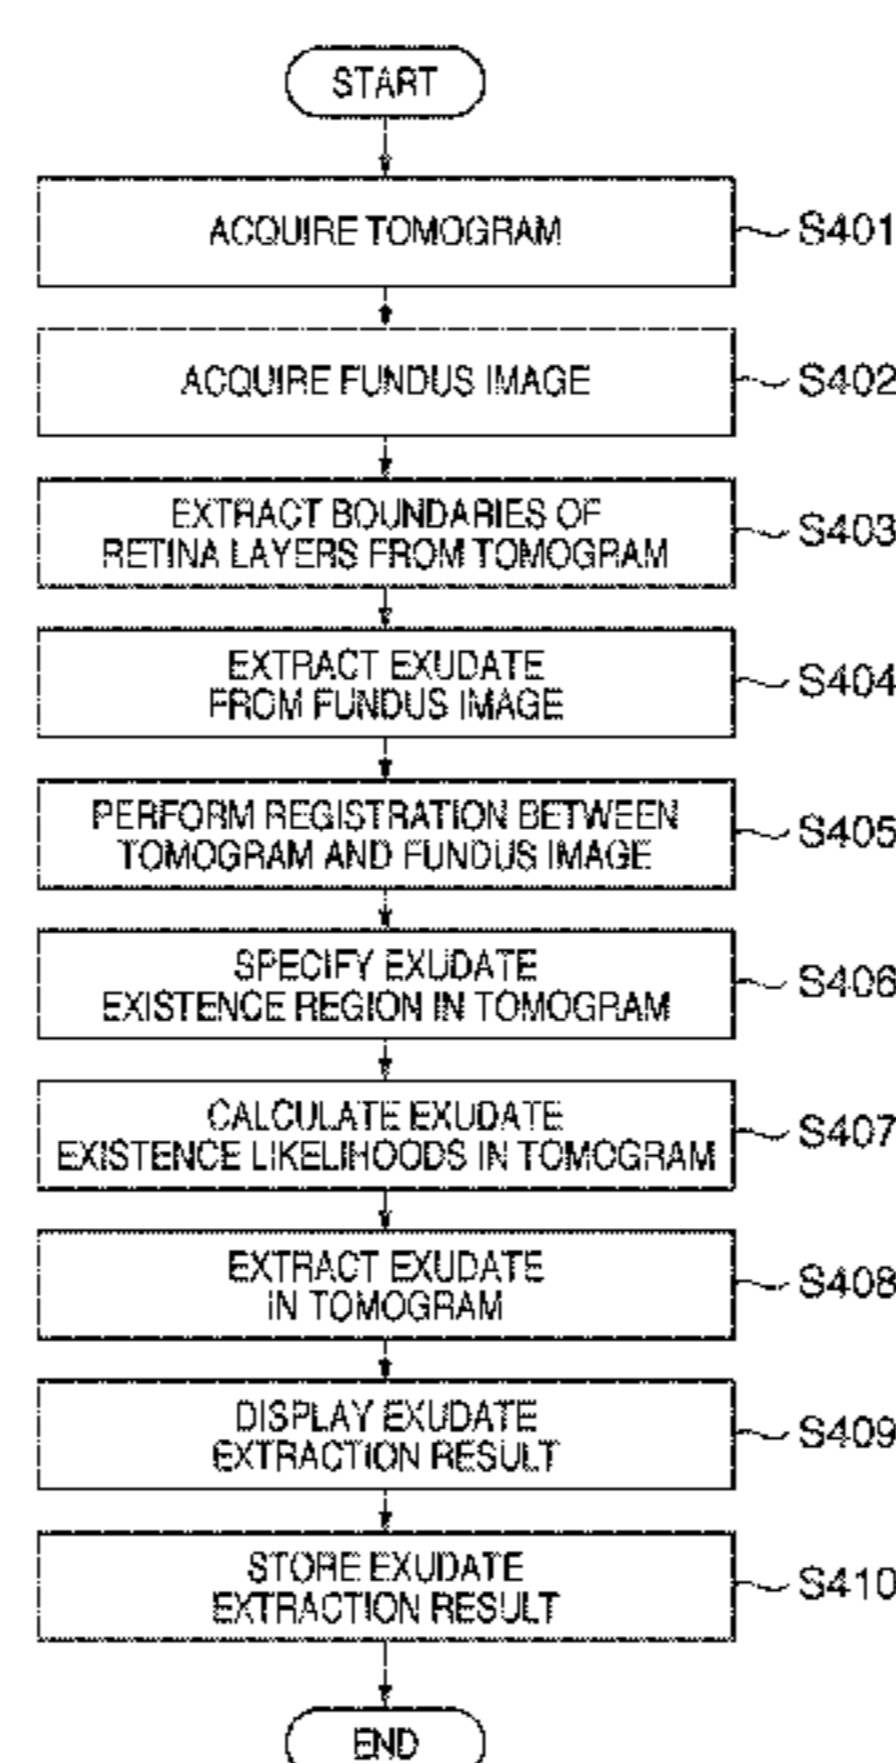 START
ACQUIRE TOMOGRAM
S401
ACQUIRE FUNDUS IMAGE
S402
EXTRACT BOUNDARIES OF
RETINA LAYERS FROM TOMOGRAM
S403
EXTRACT EXUDATE
FROM FUNDUS IMAGE
S404
PERFORM REGISTRATION BETWEEN
TOMOGRAM AND FUNDUS IMAGE
S405
SPECIFY EXUDATE
EXISTENCE REGION IN TOMOGRAM
S406
CALCULATE EXUDATE
EXISTENCE LIKELIHOODS IN TOMOGRAM
S407
EXTRACT EXUDATE
IN TOMOGRAM
S408
DISPLAY EXUDATE
EXTRACTION RESULT
S409
STORE EXUDATE
EXTRACTION RESULT
S410
END